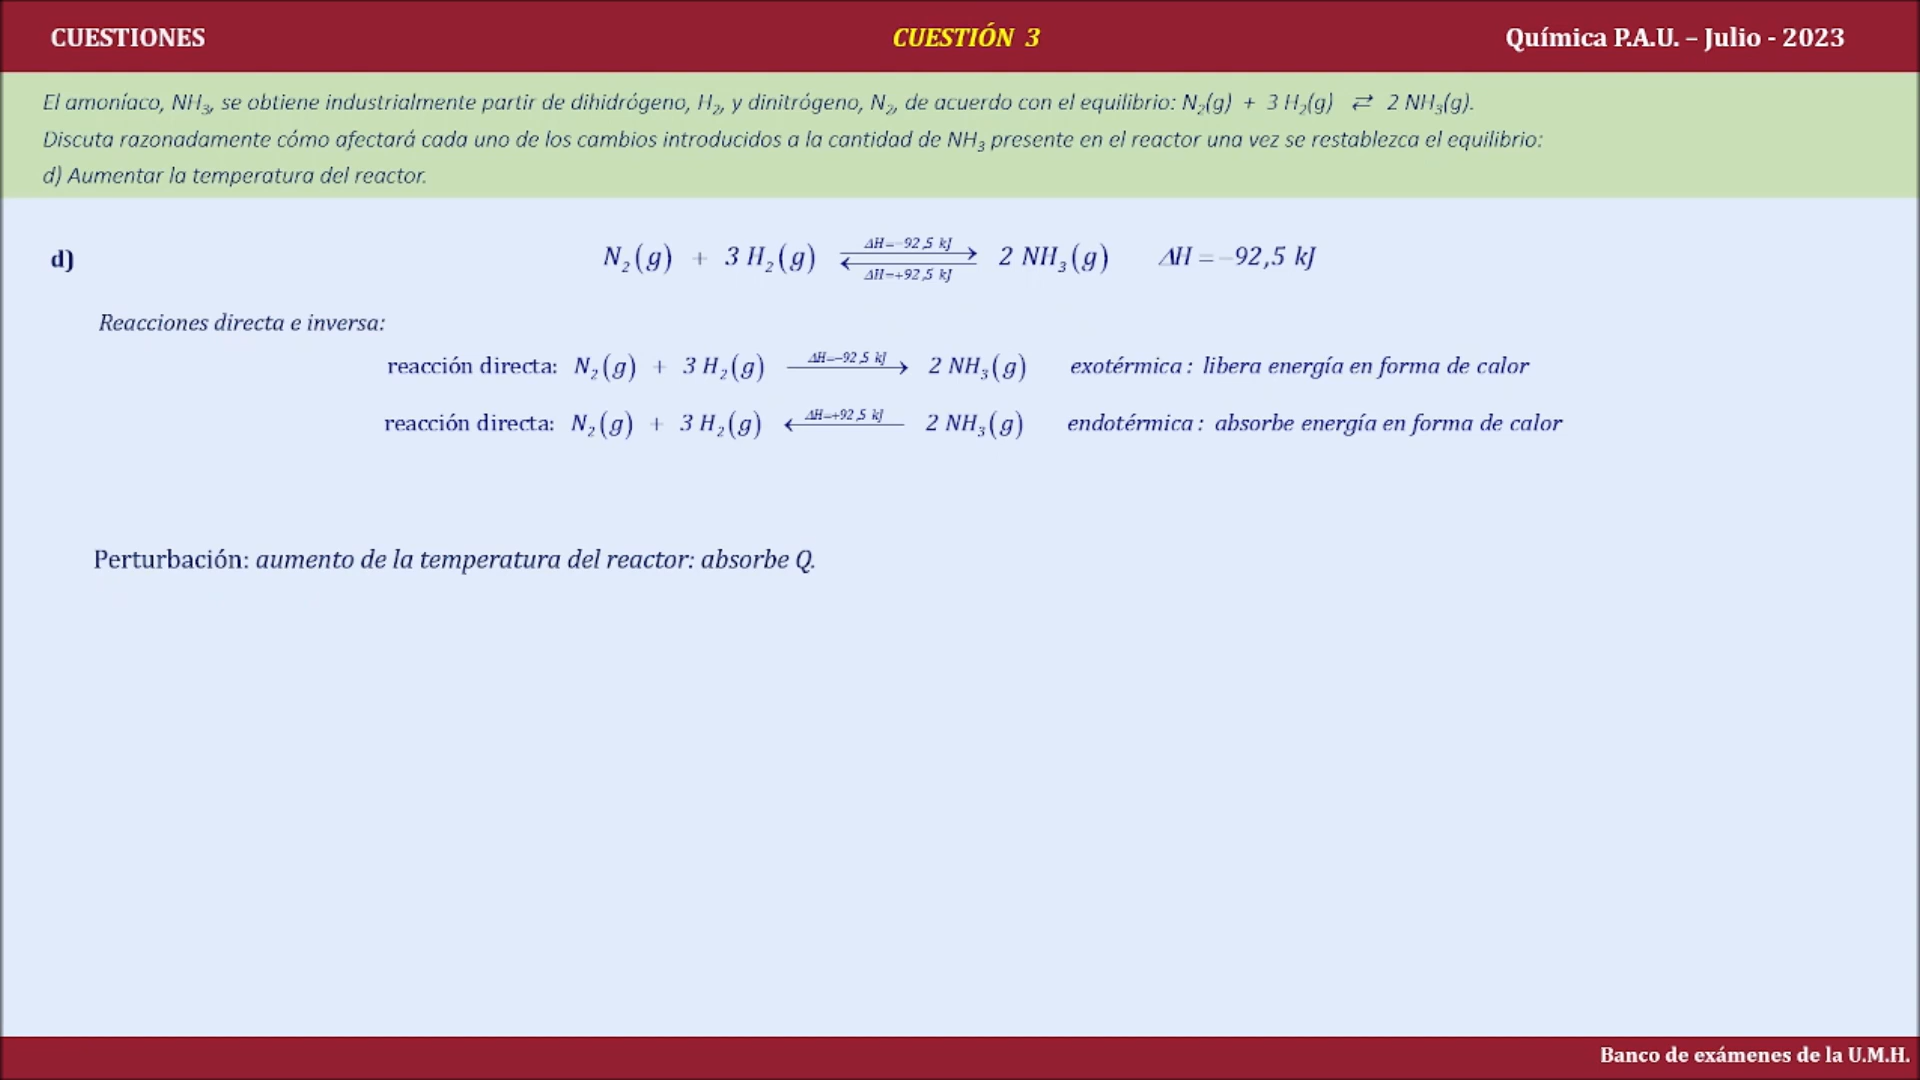 CUESTIONES
CUESTIÓN 3
Química P.A.U. – Julio - 2023
El amoníaco, NH₃, se obtiene industrialmente partir de dihidrógeno, H₂, y dinitrógeno, N₂, de acuerdo con el equilibrio: N₂(g) + 3 H₂(g) ⇄ 2 NH₃(g).
Discuta razonadamente cómo afectará cada uno de los cambios introducidos a la cantidad de NH₃ presente en el reactor una vez se restablezca el equilibrio:
d) Aumentar la temperatura del reactor.
ΔH=−92,5 kJ
d) N₂(g) + 3 H₂(g) ⇄ 2 NH₃(g) ΔH = −92,5 kJ
ΔH=+92,5 kJ
Reacciones directa e inversa:
ΔH=−92,5 kJ
reacción directa: N₂(g) + 3 H₂(g) → 2 NH₃(g) exotérmica : libera energía en forma de calor
ΔH=+92,5 kJ
reacción directa: N₂(g) + 3 H₂(g) ← 2 NH₃(g) endotérmica : absorbe energía en forma de calor
Perturbación: aumento de la temperatura del reactor: absorbe Q.
Banco de exámenes de la U.M.H.